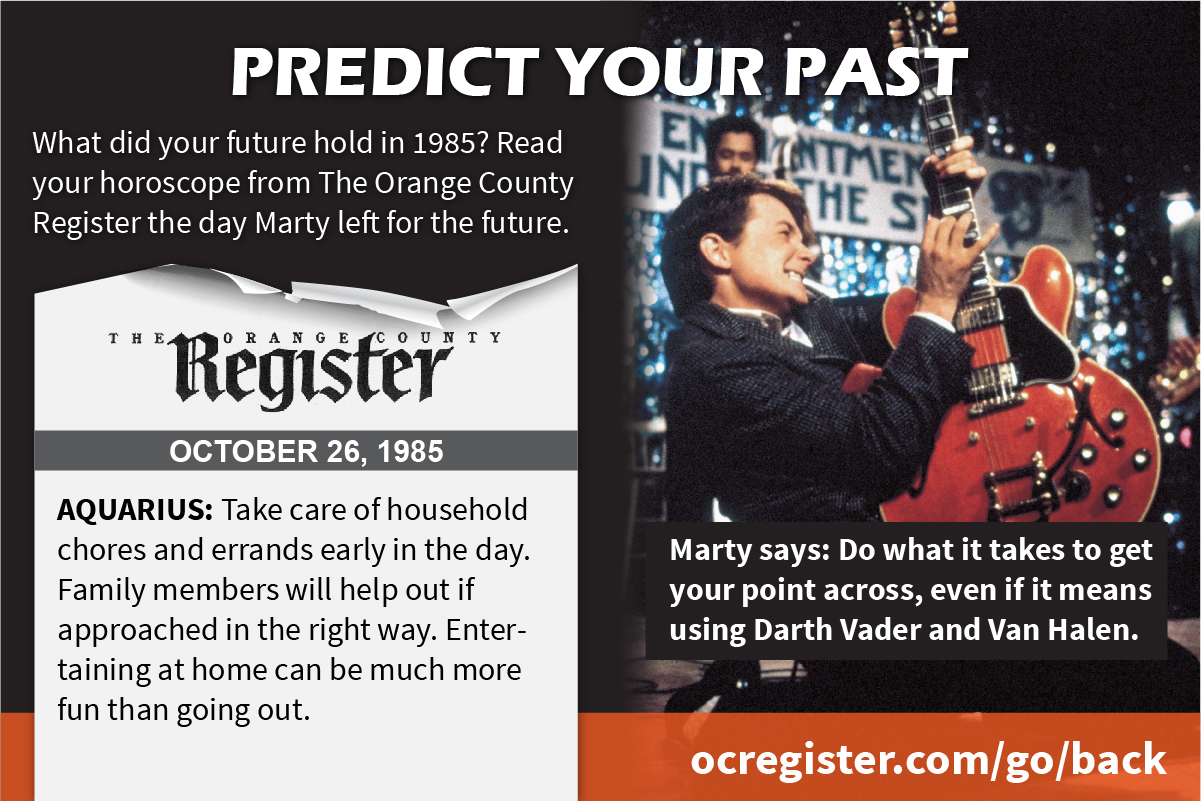 PREDICT YOUR PAST
What did your future hold in 1985? Read
your horoscope from The Orange County
Register the day Marty left for the future.
THE ORANGE COUNTY
Register
OCTOBER 26, 1985
AQUARIUS: Take care of household
chores and errands early in the day.
Family members will help out if
approached in the right way. Enter-
taining at home can be much more
fun than going out.
EN ANTMEN
UND THE S
Marty says: Do what it takes to get
your point across, even if it means
using Darth Vader and Van Halen.
ocregister.com/go/back